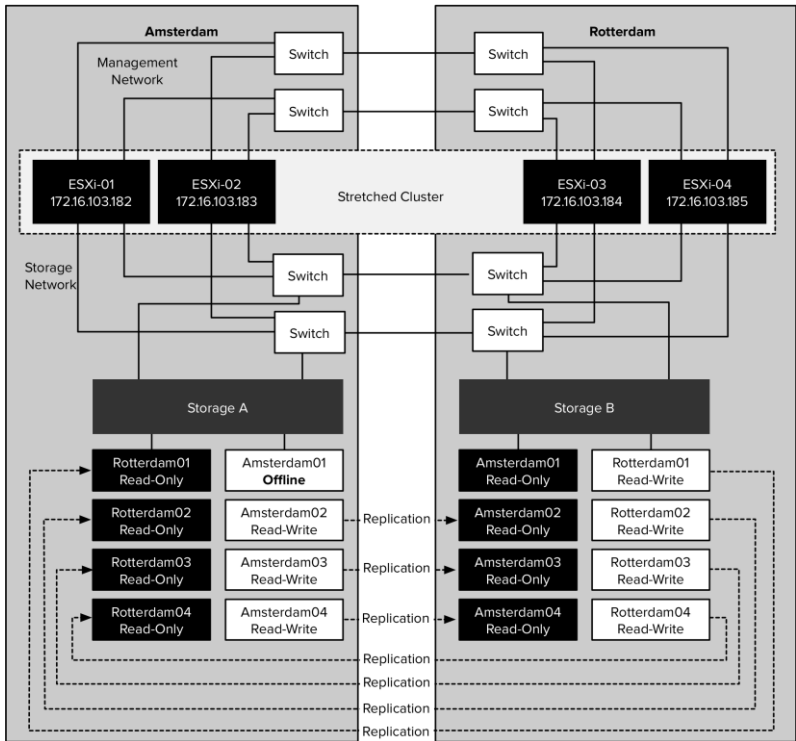 Amsterdam
Rotterdam
Management
Network
Switch
Switch
Switch
Switch
ESXi-01
172.16.103.182
ESXi-02
172.16.103.183
Stretched Cluster
ESXi-03
172.16.103.184
ESXi-04
172.16.103.185
Storage
Network
Switch
Switch
Switch
Switch
Storage A
Storage B
Rotterdam01
Read-Only
Amsterdam01
Offline
Amsterdam01
Read-Only
Rotterdam01
Read-Write
Rotterdam02
Read-Only
Amsterdam02
Read-Write
Replication
Amsterdam02
Read-Only
Rotterdam02
Read-Write
Rotterdam03
Read-Only
Amsterdam03
Read-Write
Replication
Amsterdam03
Read-Only
Rotterdam03
Read-Write
Rotterdam04
Read-Only
Amsterdam04
Read-Write
Replication
Amsterdam04
Read-Only
Rotterdam04
Read-Write
Replication
Replication
Replication
Replication